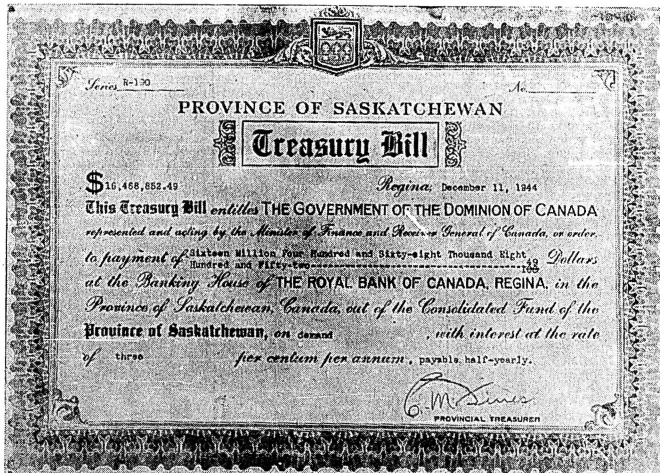 Series R-130 No.
PROVINCE OF SASKATCHEWAN
Treasury Bill
$16,468,852.49 Regina, December 11, 1944
This Treasury Bill entitles THE GOVERNMENT OF THE DOMINION OF CANADA
represented and acting by the Minister of Finance and Receiver General of Canada, or order,
to payment of Sixteen Million Four Hundred and Sixty-eight Thousand Eight
Hundred and Fifty-two 49/100 Dollars
at the Banking House of THE ROYAL BANK OF CANADA, REGINA, in the
Province of Saskatchewan, Canada, out of the Consolidated Fund of the
Province of Saskatchewan, on demand, with interest at the rate
of three per centum per annum, payable half-yearly.
C. M. Fines
PROVINCIAL TREASURER